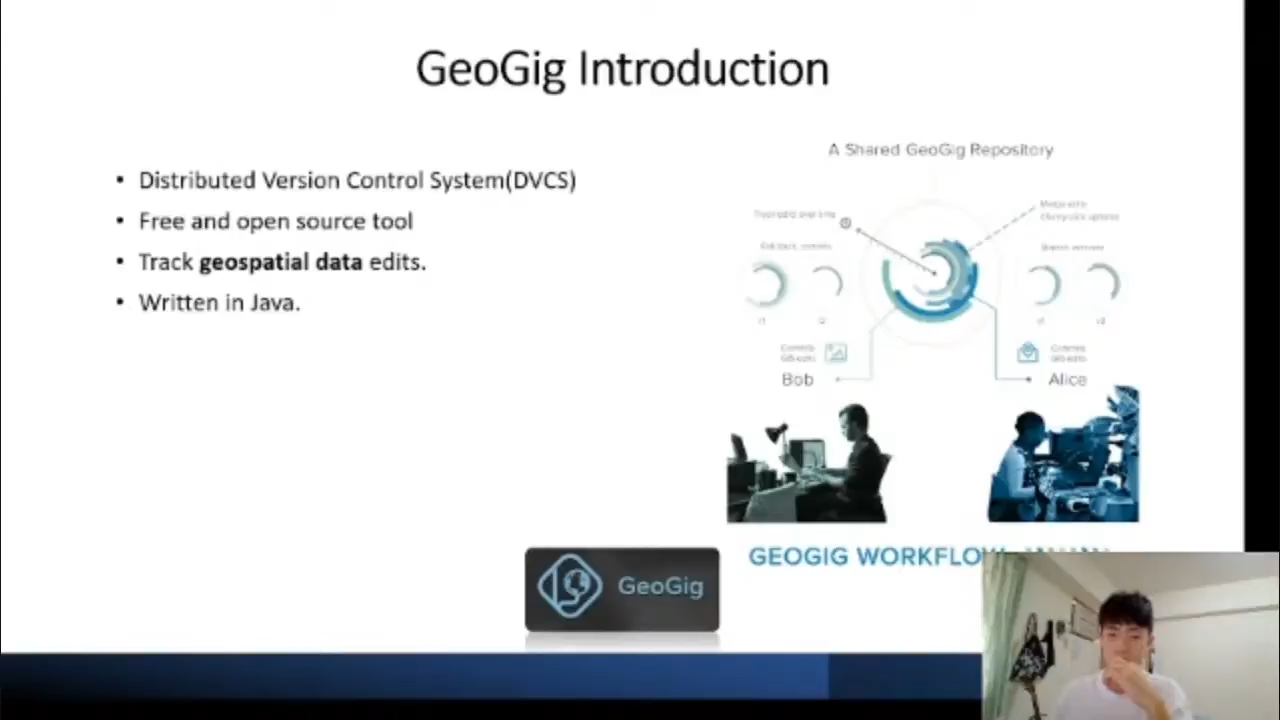 GeoGig Introduction
• Distributed Version Control System(DVCS)
• Free and open source tool
• Track geospatial data edits.
• Written in Java.
A Shared GeoGig Repository
Bob
Alice
GEOGIG WORKFLOW
GeoGig